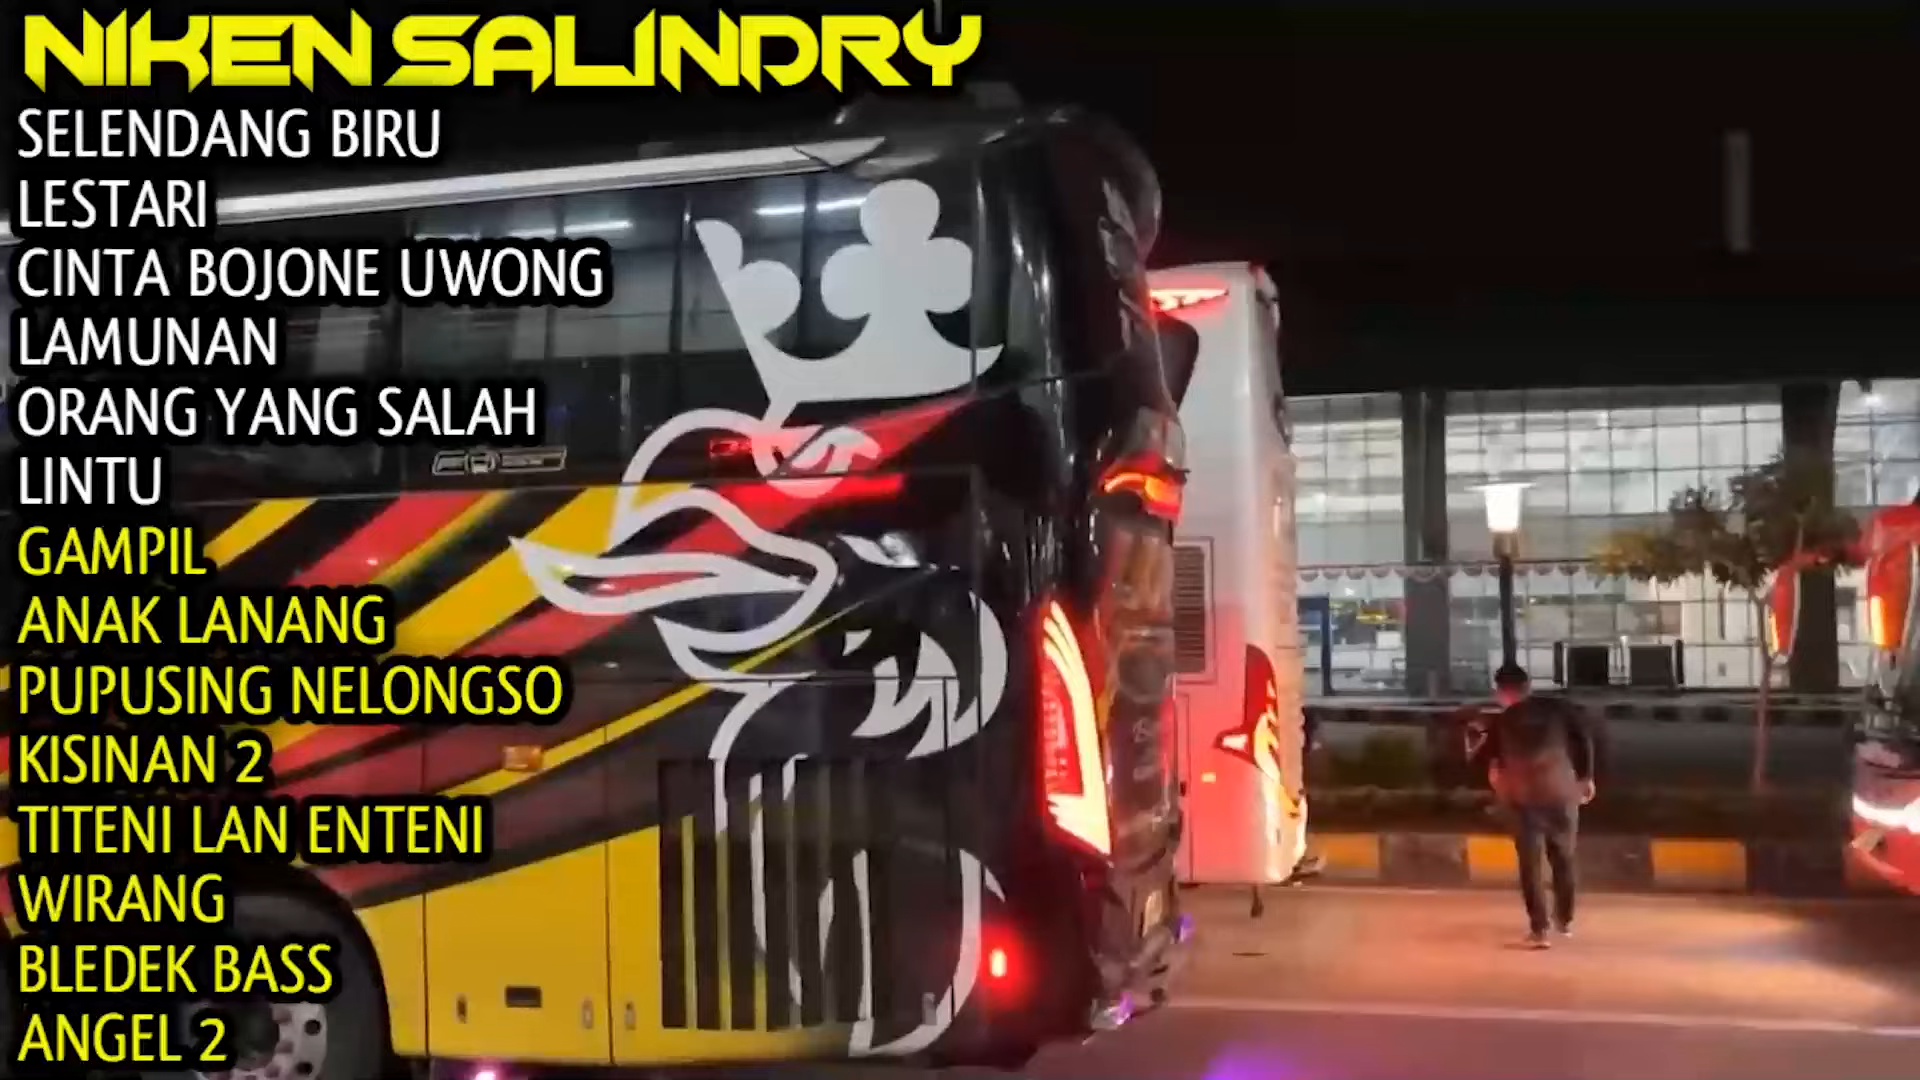 NIKEN SALINDRY
SELENDANG BIRU
LESTARI
CINTA BOJONE UWONG
LAMUNAN
ORANG YANG SALAH
LINTU
GAMPIL
ANAK LANANG
PUPUSING NELONGSO
KISINAN 2
TITENI LAN ENTENI
WIRANG
BLEDEK BASS
ANGEL 2